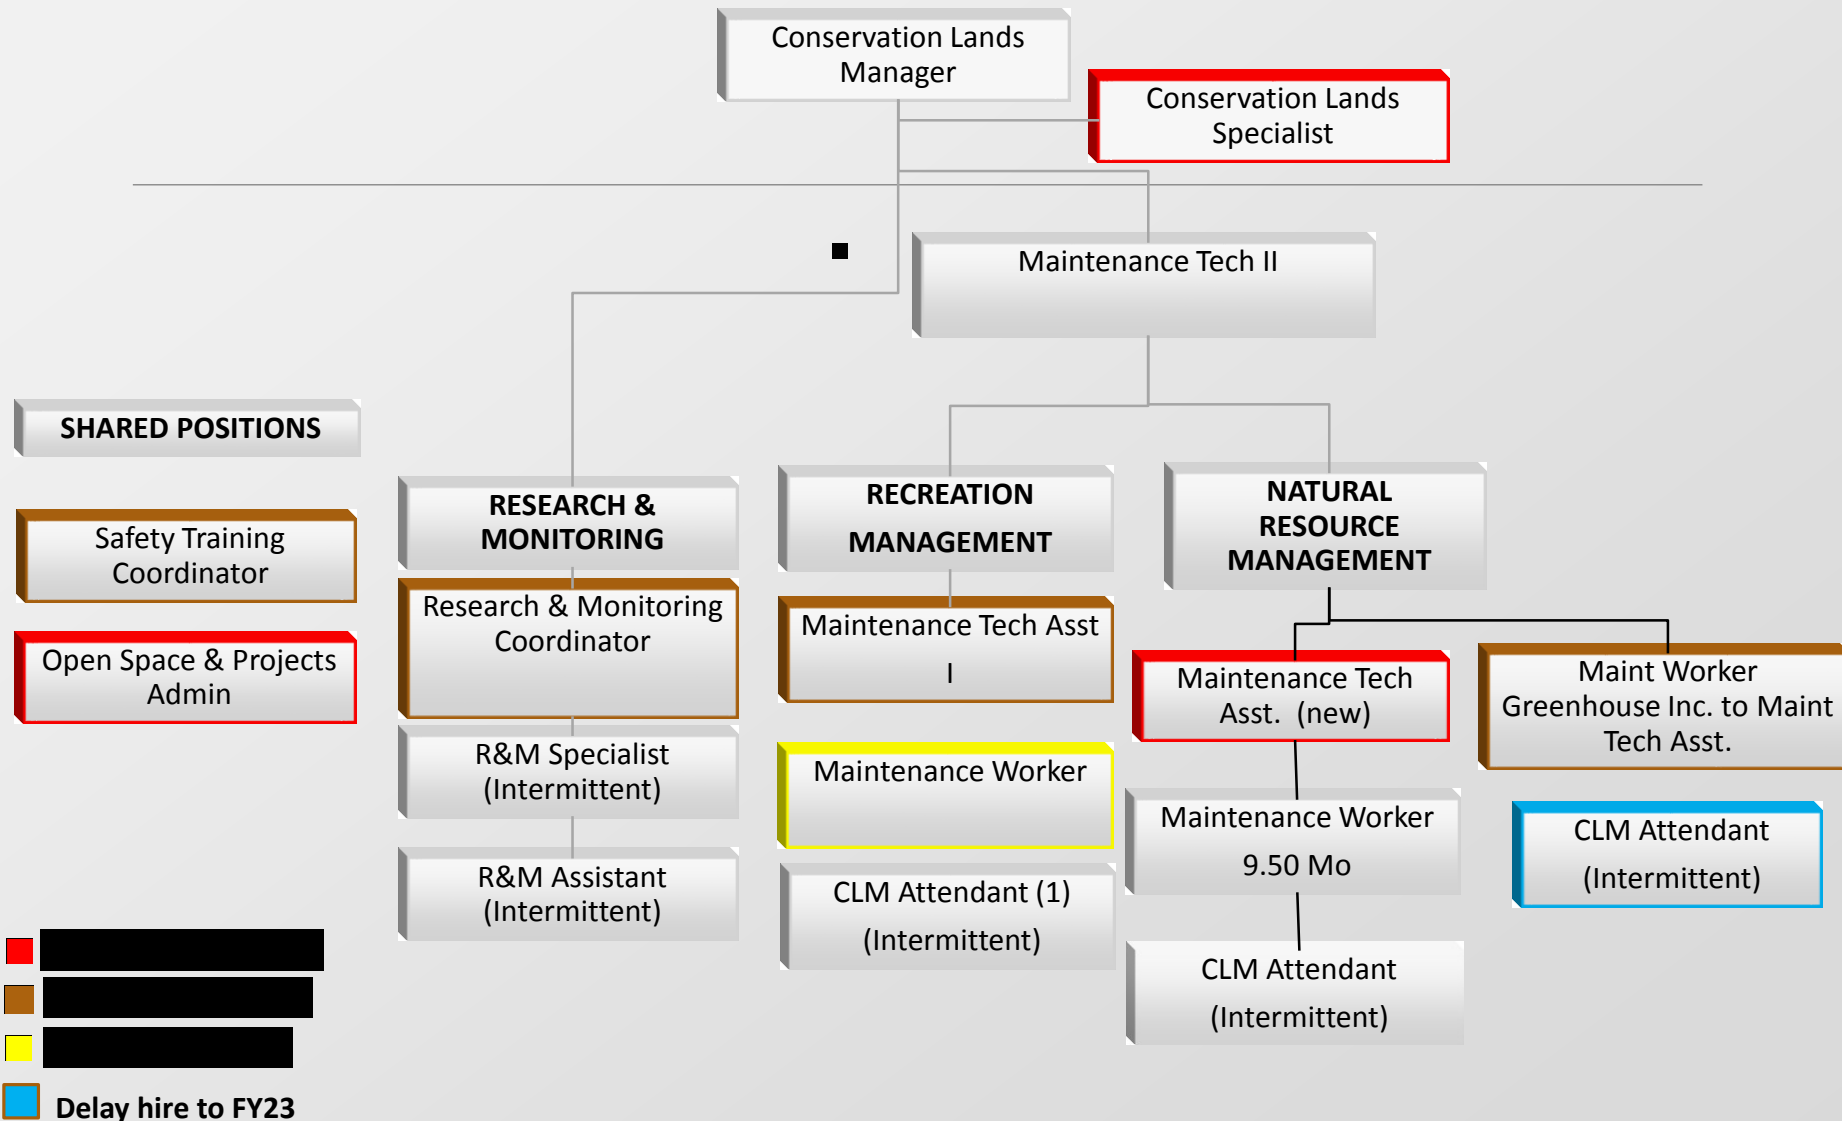 Conservation Lands
Manager
Conservation Lands
Specialist
Maintenance Tech II
SHARED POSITIONS
Safety Training
Coordinator
Open Space & Projects
Admin
RESEARCH &
MONITORING
Research & Monitoring
Coordinator
R&M Specialist
(Intermittent)
R&M Assistant
(Intermittent)
RECREATION
MANAGEMENT
Maintenance Tech Asst
I
Maintenance Worker
CLM Attendant (1)
(Intermittent)
NATURAL
RESOURCE
MANAGEMENT
Maintenance Tech
Asst.  (new)
Maintenance Worker
9.50 Mo
CLM Attendant
(Intermittent)
Maint Worker
Greenhouse Inc. to Maint
Tech Asst.
CLM Attendant
(Intermittent)
Delay hire to FY23